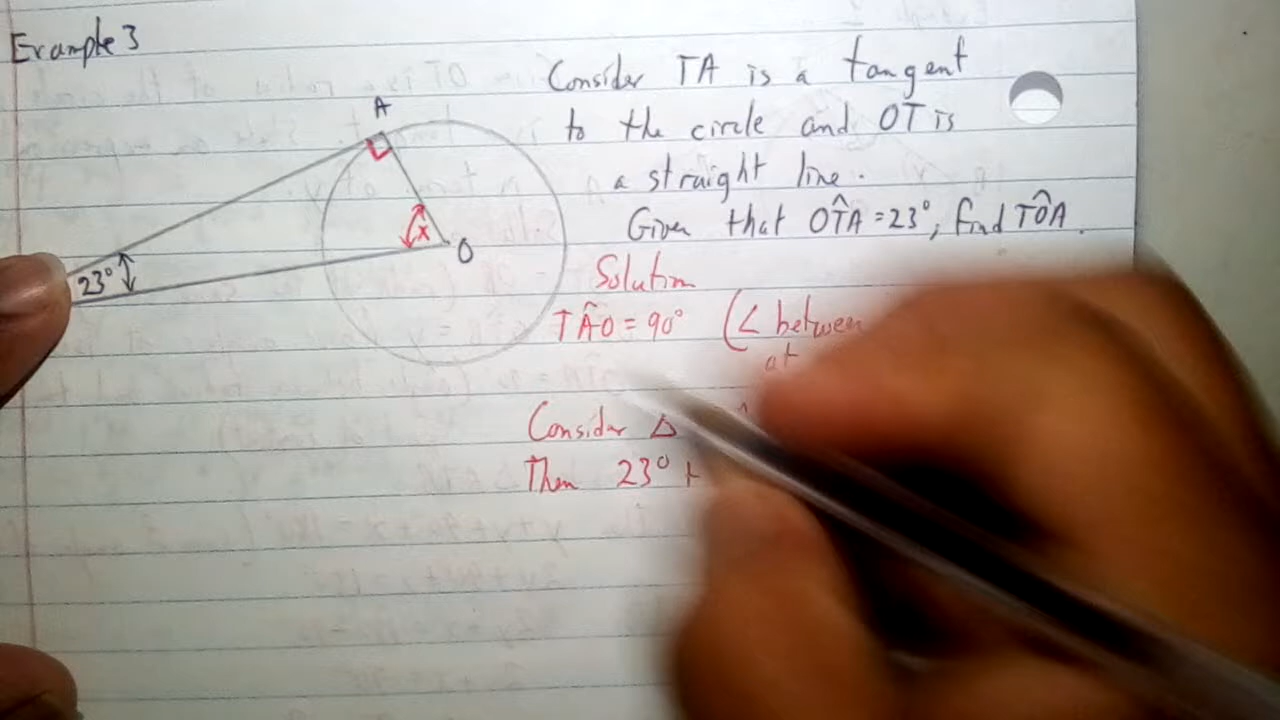 Example 3
Consider TA is a tangent
to the circle and OT is
a straight line.
Given that OT̂A = 23°, find TÔA.
A
x
O
23°
Solution
TÂO = 90° (∠ between
at
Consider △
Then 23° +